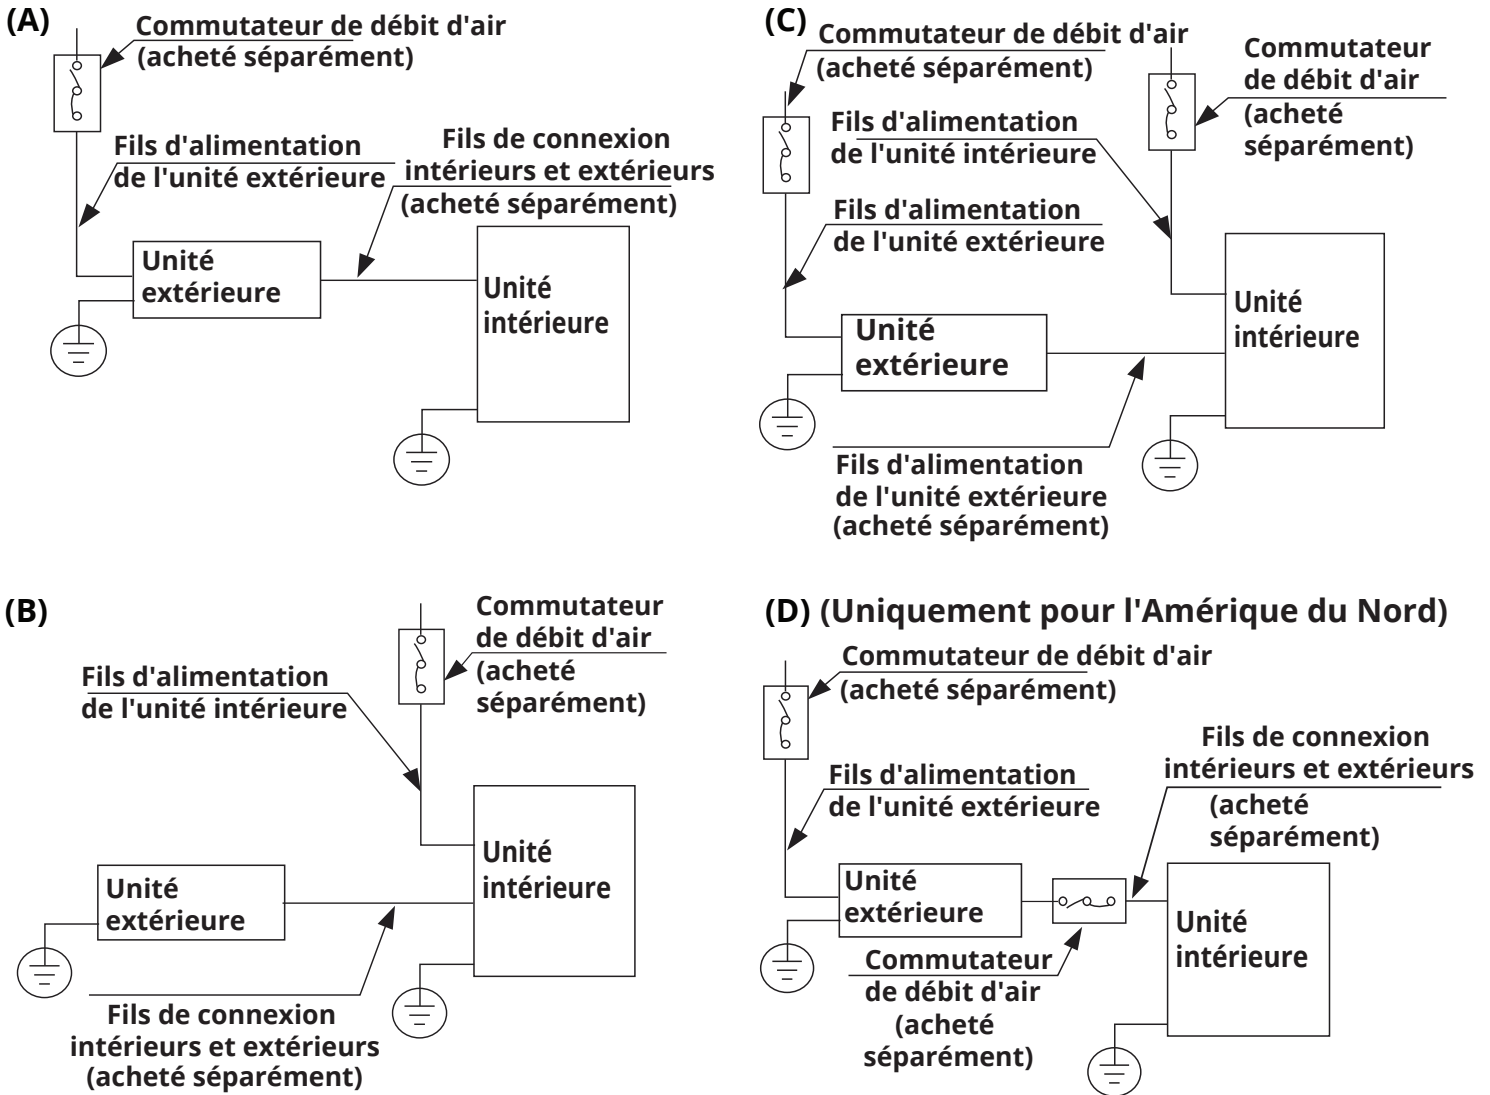 (A)
Commutateur de débit d'air
(acheté séparément)
Fils d'alimentation
de l'unité extérieure
Fils de connexion
intérieurs et extérieurs
(acheté séparément)
Unité
extérieure
Unité
intérieure
(C)
Commutateur de débit d'air
(acheté séparément)
Commutateur
de débit d'air
(acheté
séparément)
Fils d'alimentation
de l'unité intérieure
Fils d'alimentation
de l'unité extérieure
Unité
extérieure
Unité
intérieure
Fils d'alimentation
de l'unité extérieure
(acheté séparément)
(B)
Commutateur
de débit d'air
(acheté
séparément)
Fils d'alimentation
de l'unité intérieure
Unité
extérieure
Unité
intérieure
Fils de connexion
intérieurs et extérieurs
(acheté séparément)
(D) (Uniquement pour l'Amérique du Nord)
Commutateur de débit d'air
(acheté séparément)
Fils d'alimentation
de l'unité extérieure
Fils de connexion
intérieurs et extérieurs
(acheté
séparément)
Unité
extérieure
Unité
intérieure
Commutateur
de débit d'air
(acheté
séparément)